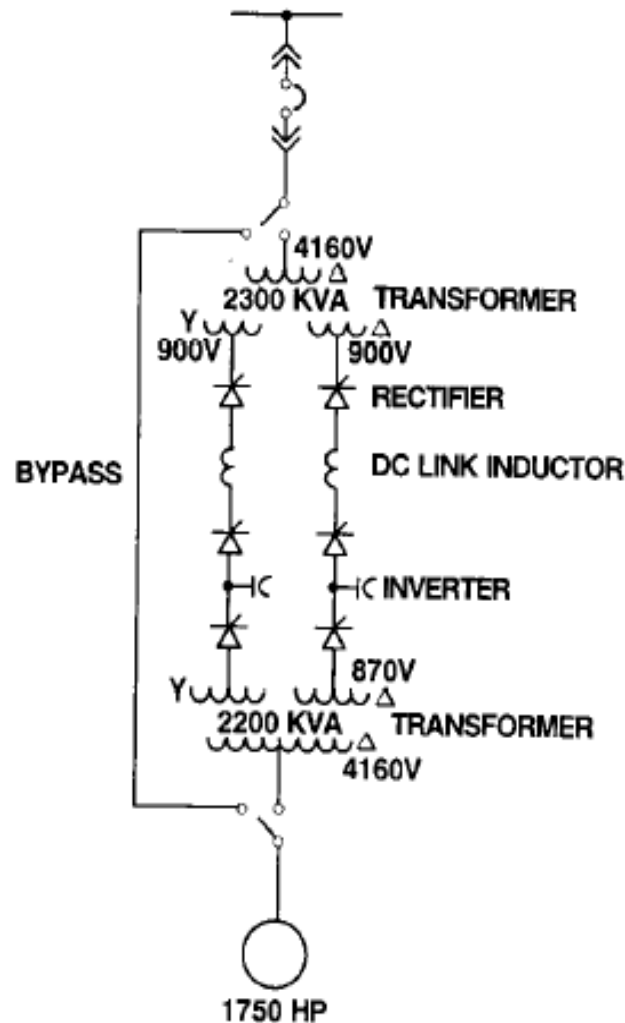 4160V Δ
2300 KVA TRANSFORMER
Y Δ
900V 900V
RECTIFIER
BYPASS
DC LINK INDUCTOR
INVERTER
870V
Y Δ
2200 KVA TRANSFORMER
Δ
4160V
1750 HP